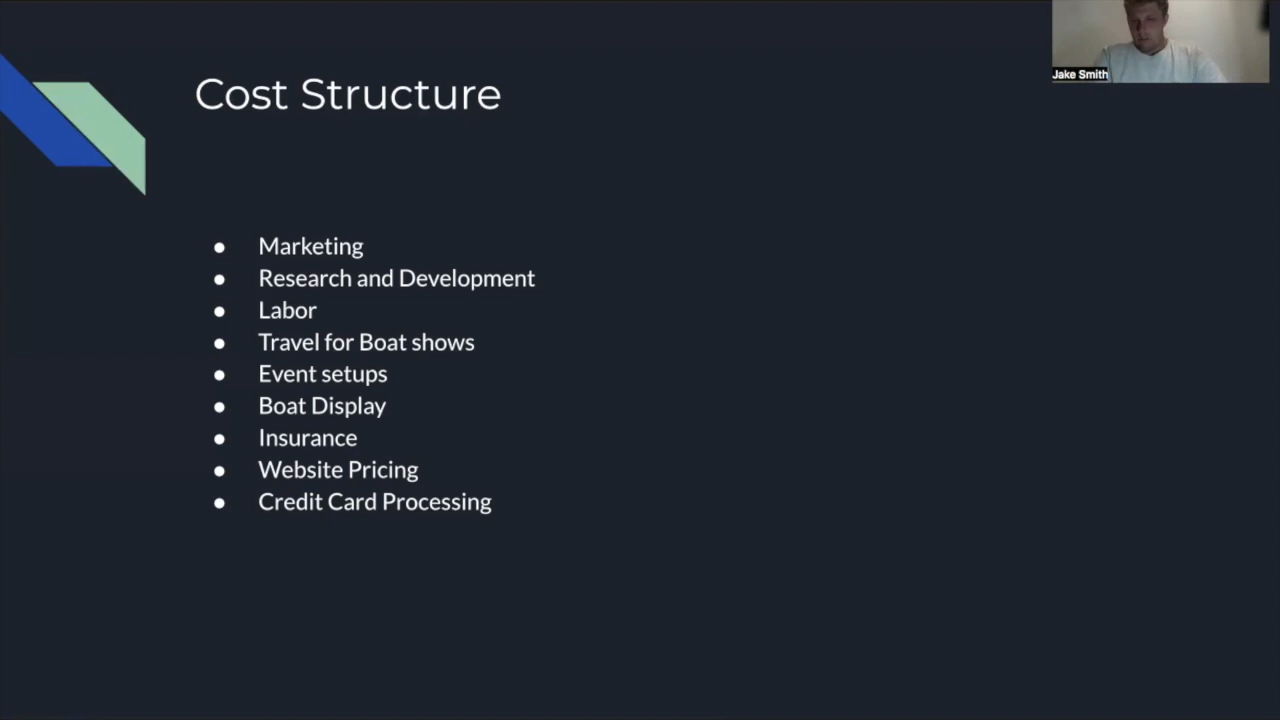 Jake Smith
Cost Structure
● Marketing
● Research and Development
● Labor
● Travel for Boat shows
● Event setups
● Boat Display
● Insurance
● Website Pricing
● Credit Card Processing